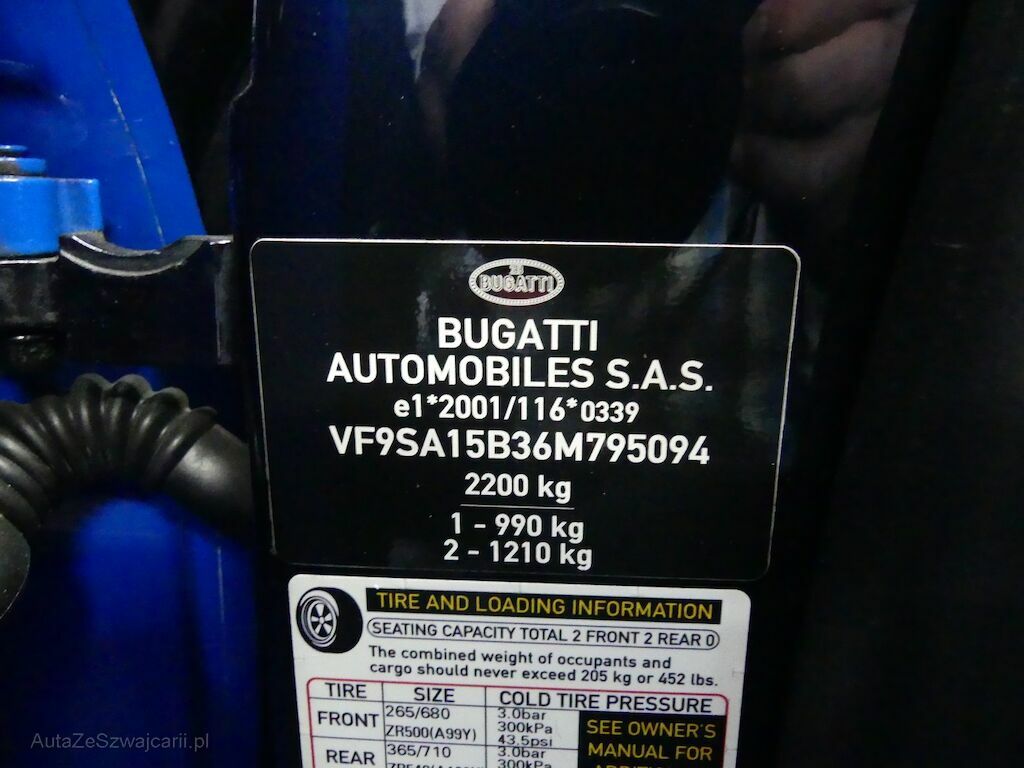 BUGATTI
BUGATTI
AUTOMOBILES S.A.S.
e1*2001/116*0339
VF9SA15B36M795094
2200 kg
1 - 990 kg
2 - 1210 kg
TIRE AND LOADING INFORMATION
SEATING CAPACITY TOTAL 2 FRONT 2 REAR 0
The combined weight of occupants and
cargo should never exceed 205 kg or 452 lbs.
TIRE SIZE COLD TIRE PRESSURE
FRONT 265/680 3.0bar
ZR500(A99Y) 300kPa
43.5psi
SEE OWNER'S
MANUAL FOR
REAR 365/710 3.0bar
300kPa
AutaZeSzwajcarii.pl